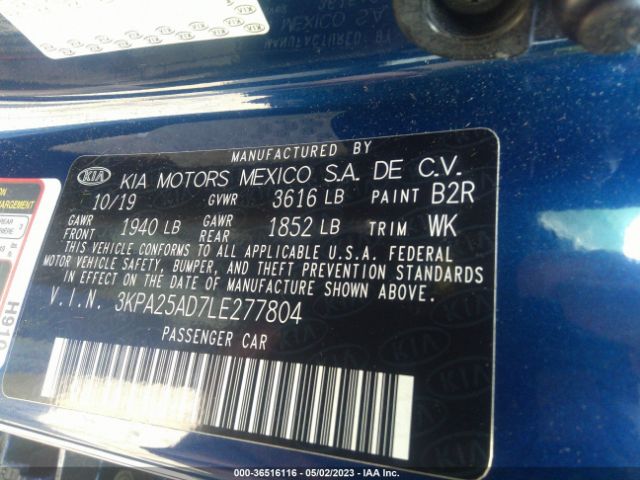 MANUFACTURED BY
KIA KIA MOTORS MEXICO S.A. DE C.V.
10/19 GVWR 3616 LB PAINT B2R
GAWR FRONT 1940 LB GAWR REAR 1852 LB TRIM WK
THIS VEHICLE CONFORMS TO ALL APPLICABLE U.S.A. FEDERAL
MOTOR VEHICLE SAFETY, BUMPER, AND THEFT PREVENTION STANDARDS
IN EFFECT ON THE DATE OF MANUFACTURE SHOWN ABOVE.
V.I.N. 3KPA25AD7LE277804
PASSENGER CAR
CHARGEMENT
H910
000-36516116 - 05/02/2023 - IAA Inc.